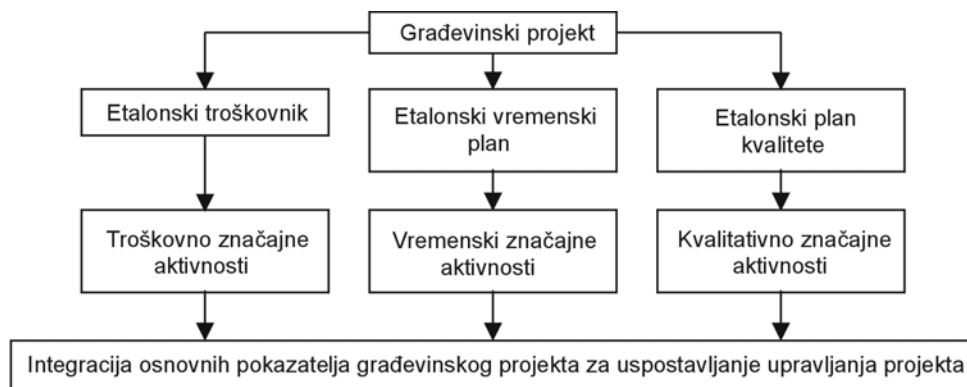 Građevinski projekt
Etalonski troškovnik
Etalonski vremenski
plan
Etalonski plan
kvalitete
Troškovno značajne
aktivnosti
Vremenski značajne
aktivnosti
Kvalitativno značajne
aktivnosti
Integracija osnovnih pokazatelja građevinskog projekta za uspostavljanje upravljanja projekta